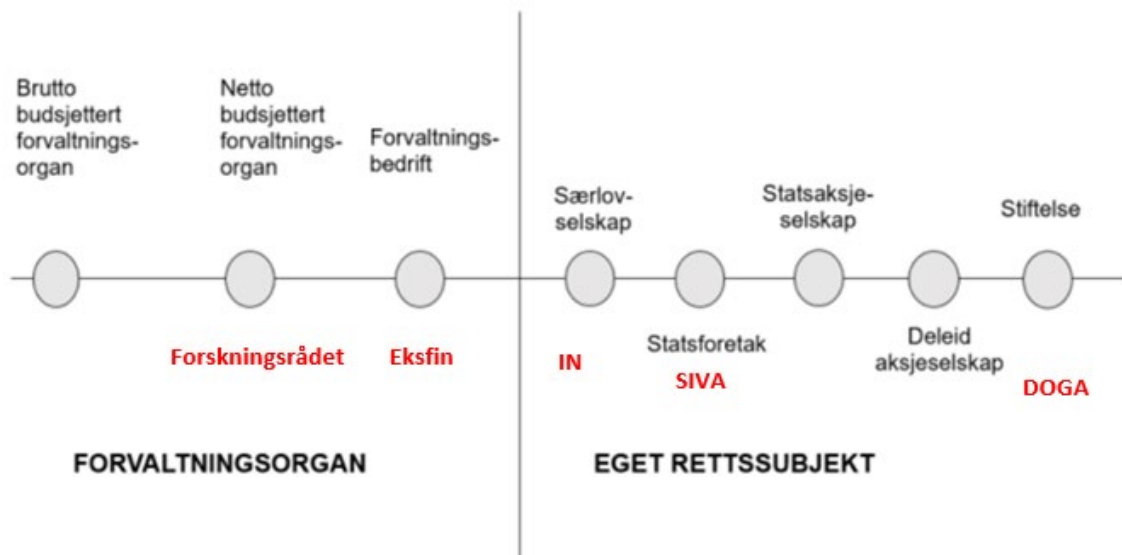 Brutto
budsjettert
forvaltnings-
organ
Netto
budsjettert
forvaltnings-
organ
Forvaltnings-
bedrift
Særlov-
selskap
Statsaksje-
selskap
Stiftelse
Forskningsrådet
Eksfin
IN
Statsforetak
SIVA
Deleid
aksjeselskap
DOGA
FORVALTNINGSORGAN
EGET RETTSSUBJEKT